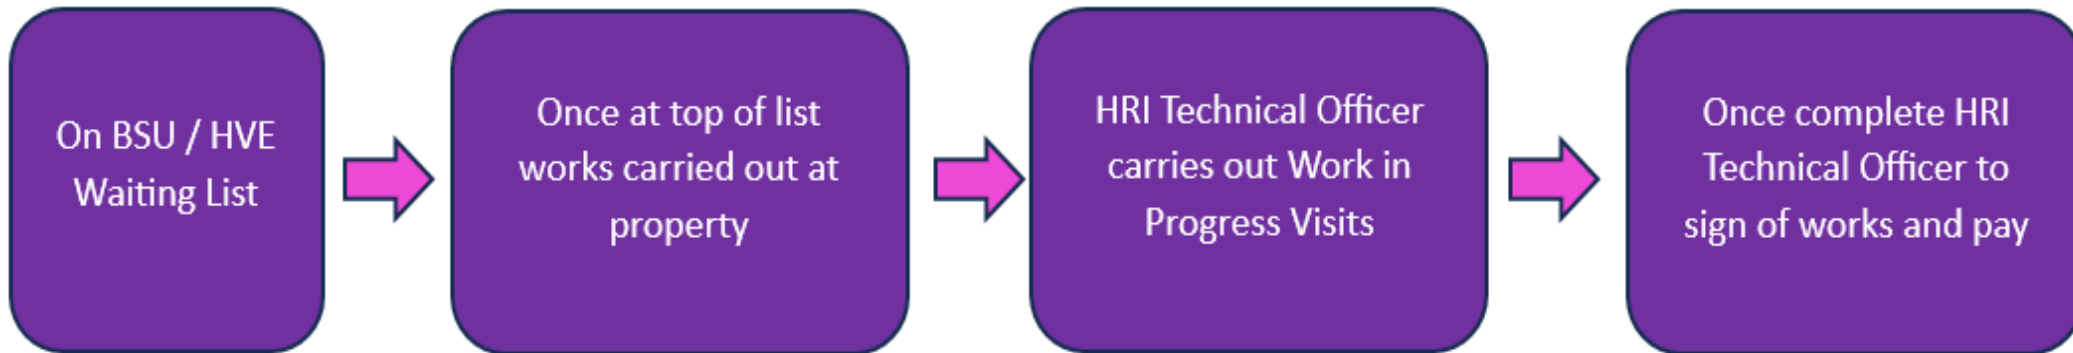 On BSU / HVE
Waiting List
Once at top of list
works carried out at
property
HRI Technical Officer
carries out Work in
Progress Visits
Once complete HRI
Technical Officer to
sign of works and pay